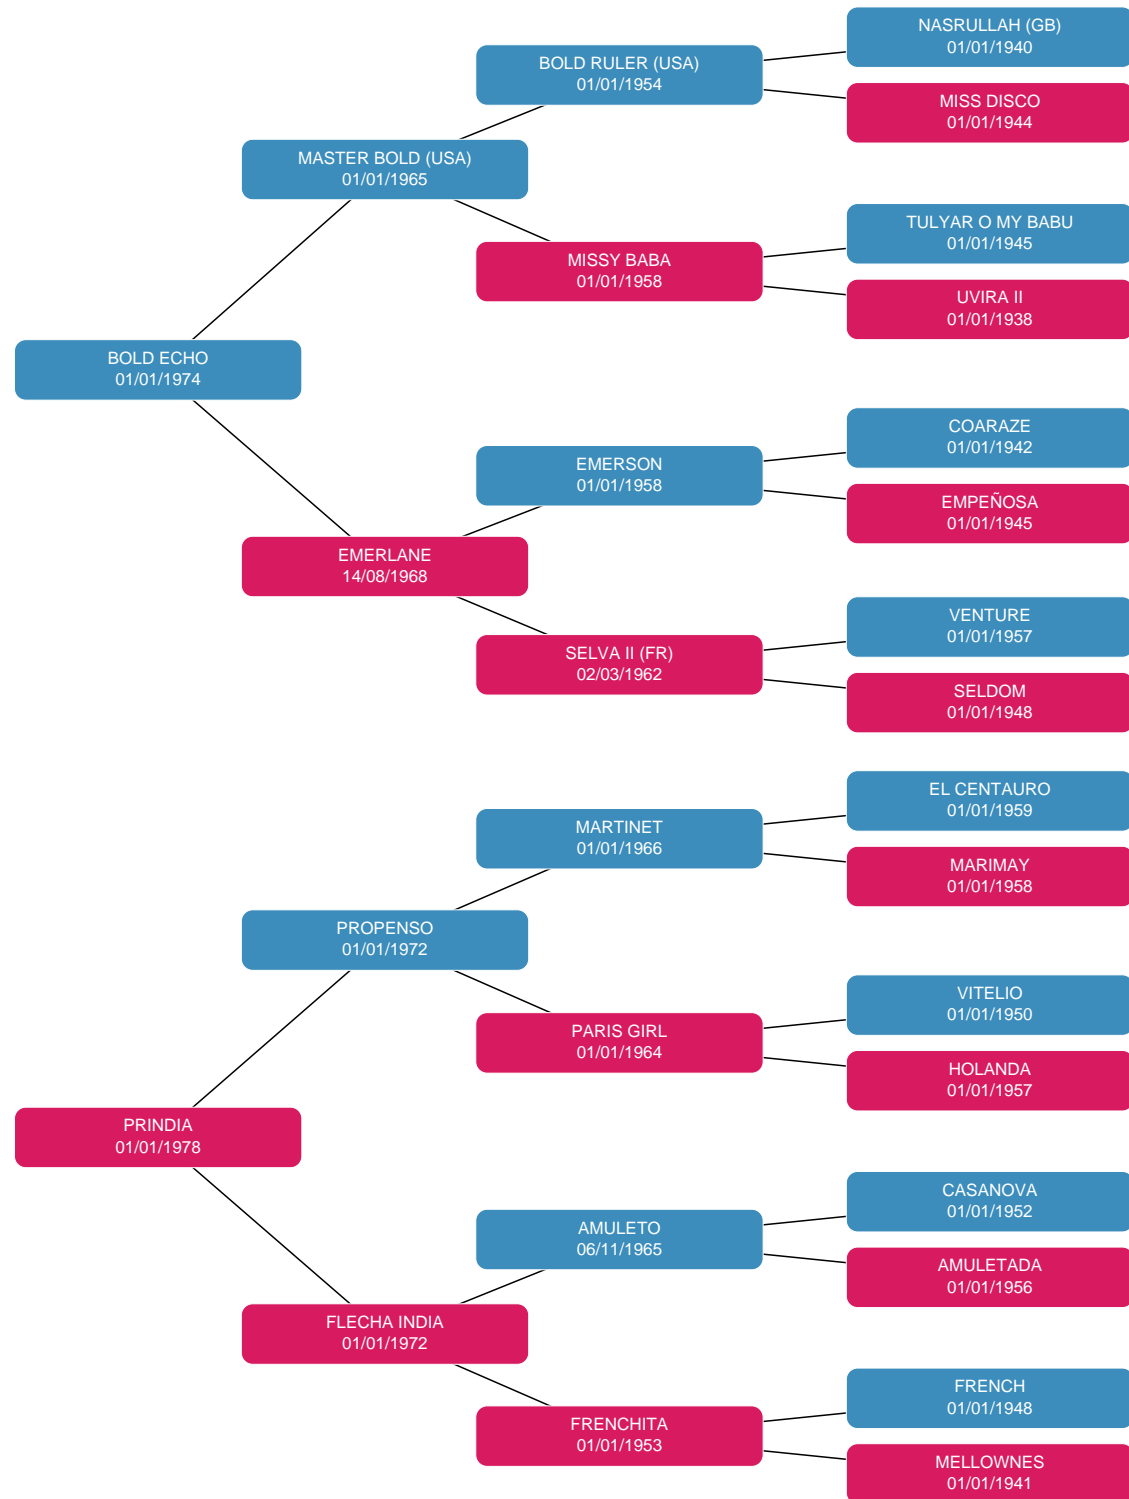 NASRULLAH (GB)
01/01/1940
BOLD RULER (USA)
01/01/1954
MISS DISCO
01/01/1944
MASTER BOLD (USA)
01/01/1965
TULYAR O MY BABU
01/01/1945
MISSY BABA
01/01/1958
UVIRA II
01/01/1938
BOLD ECHO
01/01/1974
COARAZE
01/01/1942
EMERSON
01/01/1958
EMPEÑOSA
01/01/1945
EMERLANE
14/08/1968
VENTURE
01/01/1957
SELVA II (FR)
02/03/1962
SELDOM
01/01/1948
EL CENTAURO
01/01/1959
MARTINET
01/01/1966
MARIMAY
01/01/1958
PROPENSO
01/01/1972
VITELIO
01/01/1950
PARIS GIRL
01/01/1964
HOLANDA
01/01/1957
PRINDIA
01/01/1978
CASANOVA
01/01/1952
AMULETO
06/11/1965
AMULETADA
01/01/1956
FLECHA INDIA
01/01/1972
FRENCH
01/01/1948
FRENCHITA
01/01/1953
MELLOWNES
01/01/1941